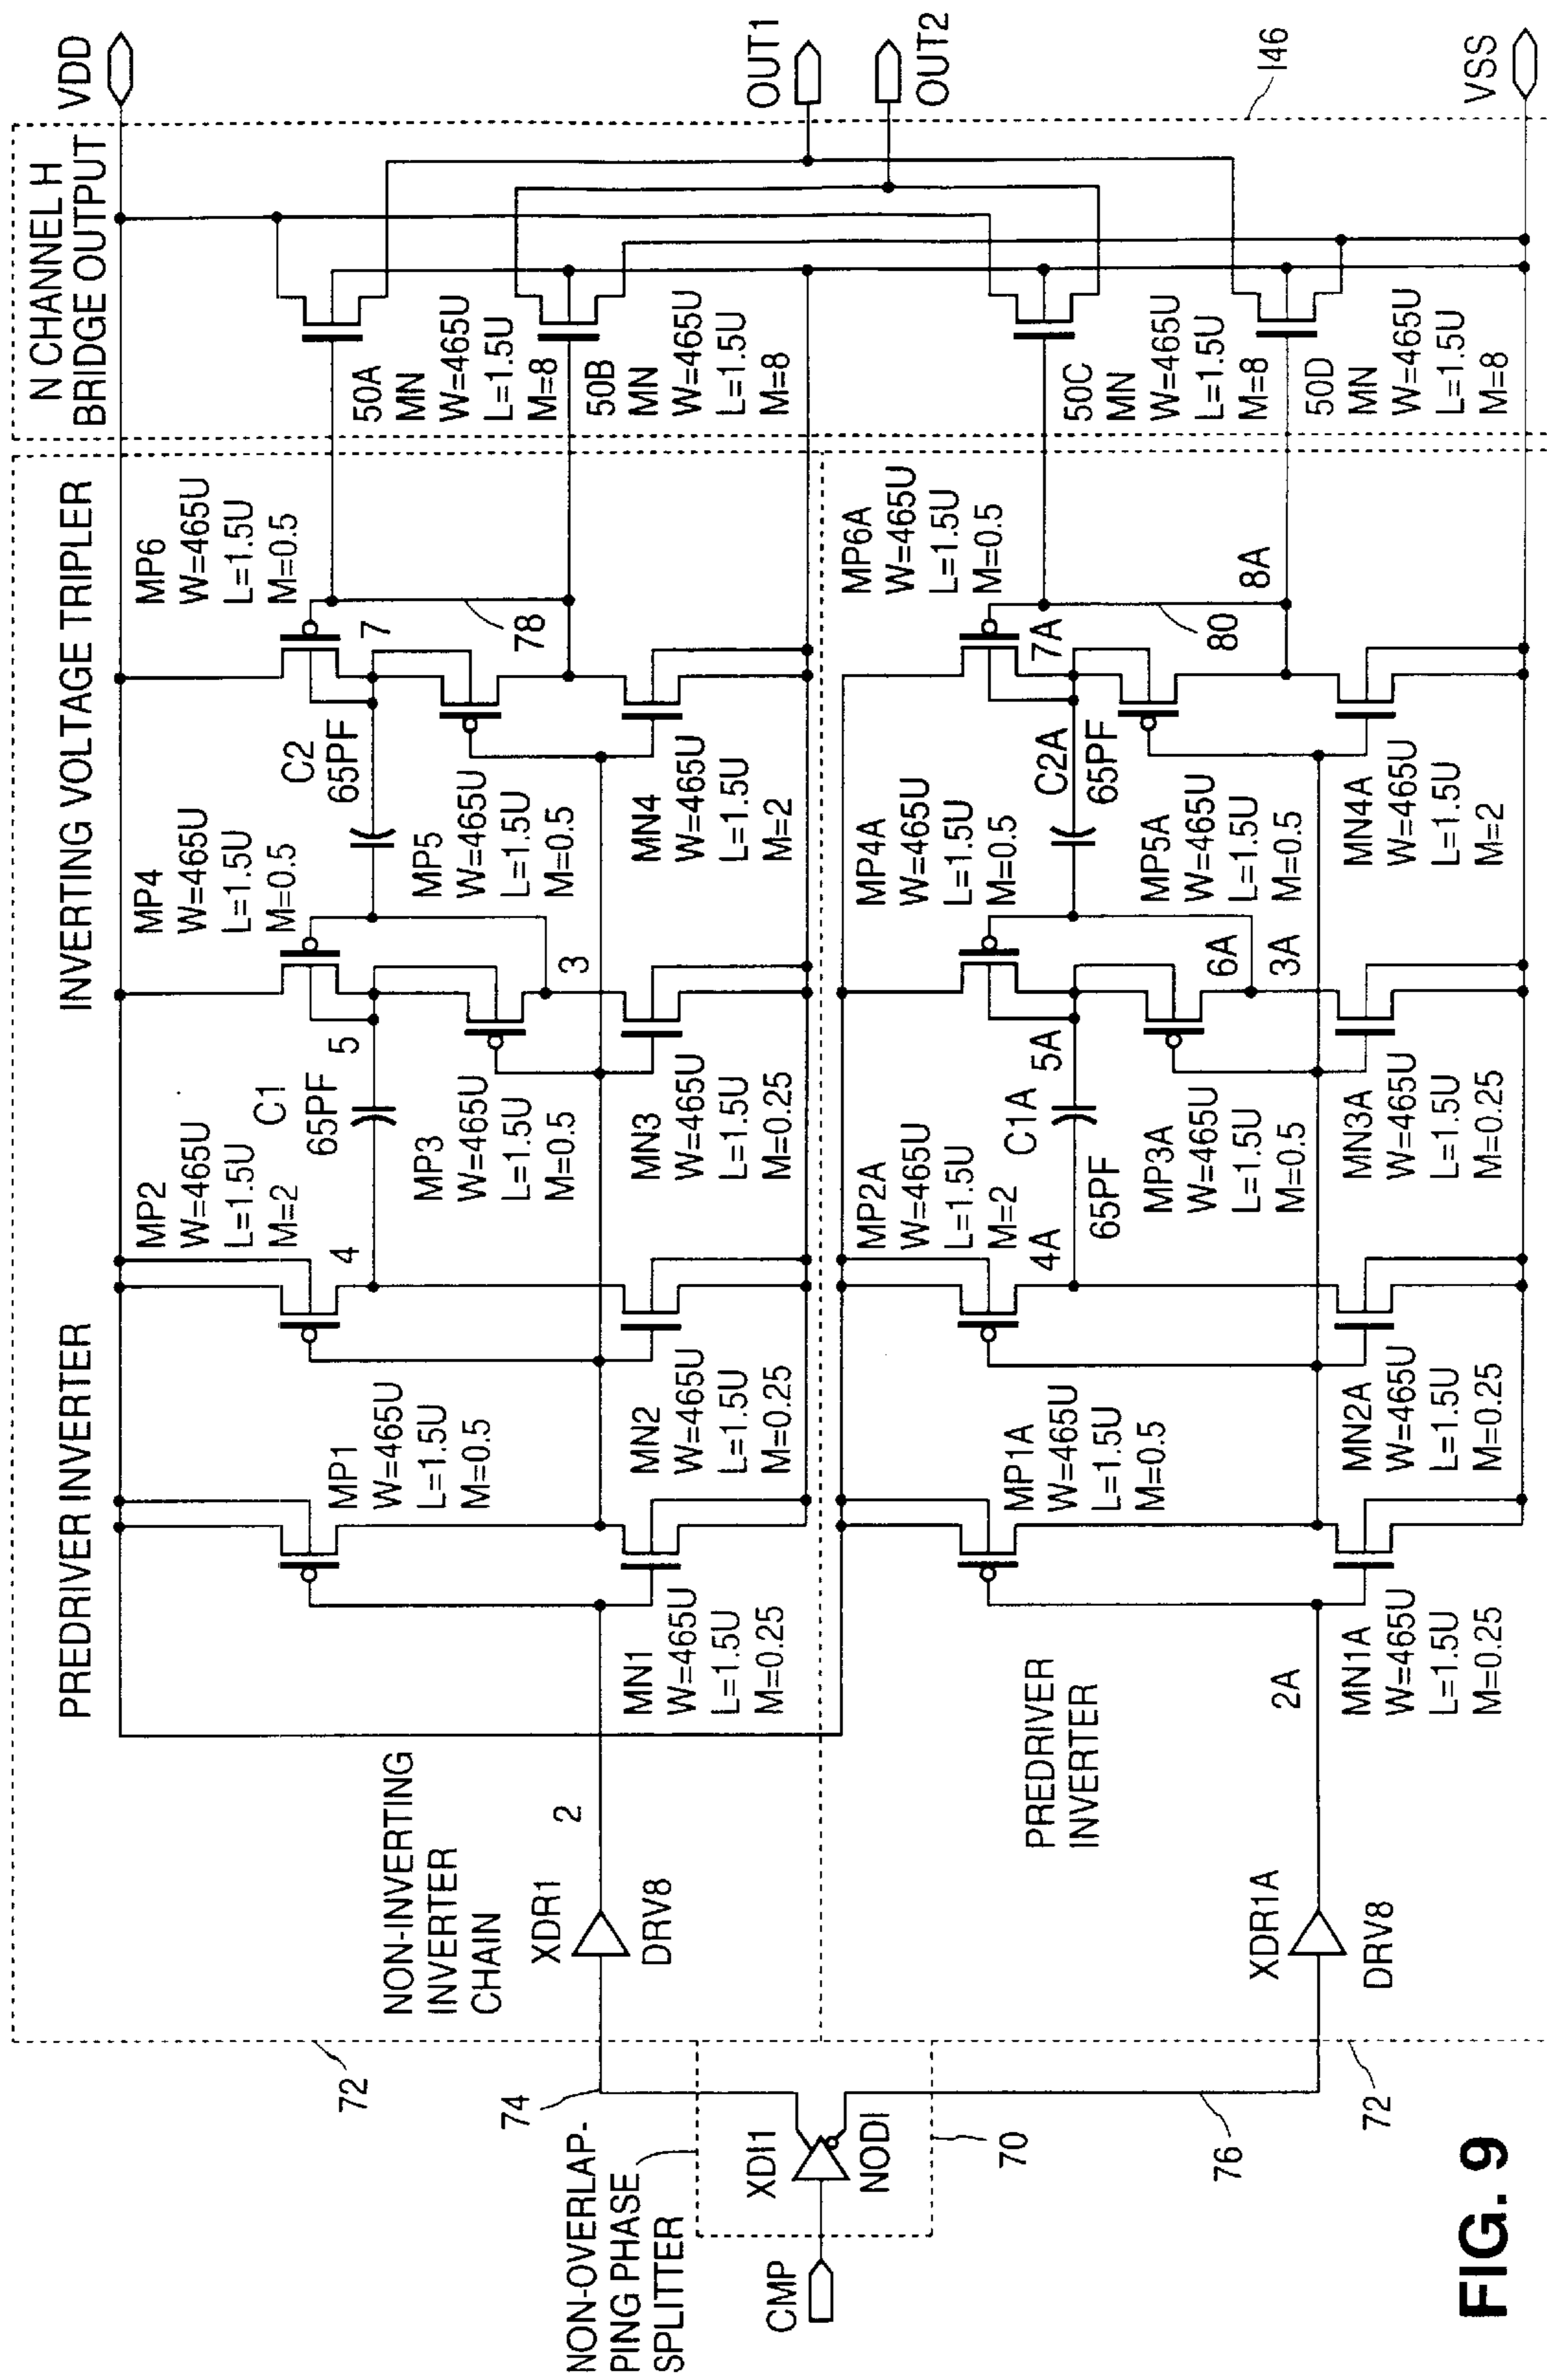 NON-OVERLAP-
PING PHASE
SPLITTER
CMP
XDI1
NODI
70
72
74
76
72
NON-INVERTING
INVERTER
CHAIN
XDR1
DRV8
2
XDR1A
DRV8
2A
PREDRIVER
INVERTER
PREDRIVER INVERTER
MP1
W=465U
L=1.5U
M=0.5
MN1
W=465U
L=1.5U
M=0.25
MP2
W=465U
L=1.5U
M=2
4
MN2
W=465U
L=1.5U
M=0.25
INVERTING VOLTAGE TRIPLER
C1
65PF
5
MP3
W=465U
L=1.5U
M=0.5
MN3
W=465U
L=1.5U
M=0.25
3
MP4
W=465U
L=1.5U
M=0.5
C2
65PF
7
MP5
W=465U
L=1.5U
M=0.5
MN4
W=465U
L=1.5U
M=2
MP6
W=465U
L=1.5U
M=0.5
78
MP1A
W=465U
L=1.5U
M=0.5
MN1A
W=465U
L=1.5U
M=0.25
MP2A
W=465U
L=1.5U
M=2
4A
MN2A
W=465U
L=1.5U
M=0.25
C1A
65PF
5A
MP3A
W=465U
L=1.5U
M=0.5
MN3A
W=465U
L=1.5U
M=0.25
6A
3A
MP4A
W=465U
L=1.5U
M=0.5
C2A
65PF
7A
MP5A
W=465U
L=1.5U
M=0.5
MN4A
W=465U
L=1.5U
M=2
MP6A
W=465U
L=1.5U
M=0.5
80
8A
N CHANNEL H
BRIDGE OUTPUT
50A
MN
W=465U
L=1.5U
M=8
50B
MN
W=465U
L=1.5U
M=8
50C
MN
W=465U
L=1.5U
M=8
50D
MN
W=465U
L=1.5U
M=8
VDD
OUT1
OUT2
146
VSS
FIG. 9